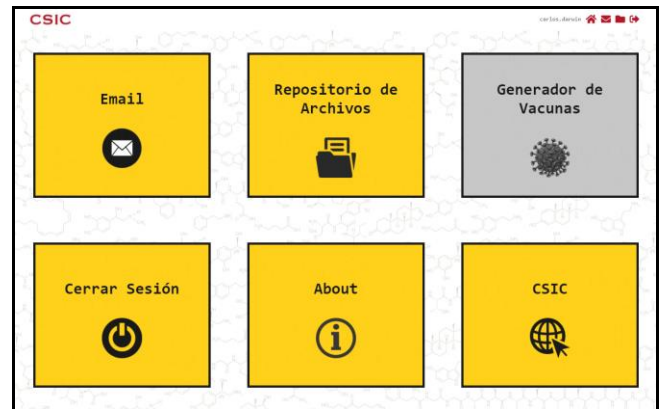 CSIC
carlos.darwin
Email
Repositorio de
Archivos
Generador de
Vacunas
Cerrar Sesión
About
CSIC